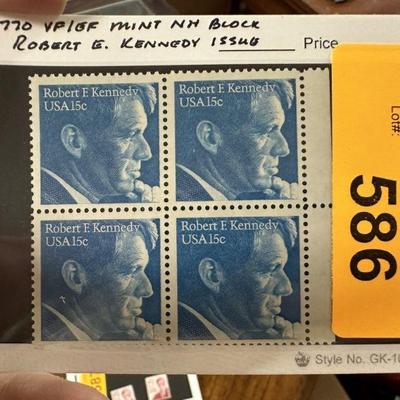 770 VF/EF MINT NH BLOCK
ROBERT E. KENNEDY ISSUE Price
Robert F. Kennedy
USA 15c
Robert F. Kennedy
USA 15c
Robert F. Kennedy
USA 15c
Robert F. Kennedy
USA 15c
Lot#:
586
Style No. GK-10